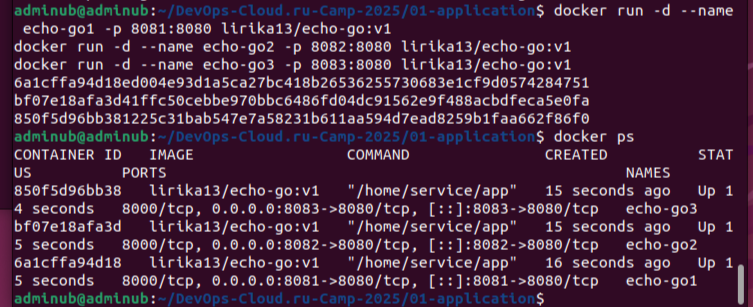 adminub@adminub:~/DevOps-Cloud.ru-Camp-2025/01-application$ docker run -d --name
 echo-go1 -p 8081:8080 lirika13/echo-go:v1
docker run -d --name echo-go2 -p 8082:8080 lirika13/echo-go:v1
docker run -d --name echo-go3 -p 8083:8080 lirika13/echo-go:v1
6a1cffa94d18ed004e93d1a5ca27bc418b26536255730683e1cf9d0574284751
bf07e18afa3d41ffc50cebbe970bbc6486fd04dc91562e9f488acbdfeca5e0fa
850f5d96bb381225c31bab547e7a58231b611aa594d7ead8259b1faa662f86f0
adminub@adminub:~/DevOps-Cloud.ru-Camp-2025/01-application$ docker ps
CONTAINER ID   IMAGE                 COMMAND               CREATED          STAT
US          PORTS                                                   NAMES
850f5d96bb38   lirika13/echo-go:v1   "/home/service/app"   15 seconds ago   Up 1
4 seconds   8000/tcp, 0.0.0.0:8083->8080/tcp, [::]:8083->8080/tcp   echo-go3
bf07e18afa3d   lirika13/echo-go:v1   "/home/service/app"   15 seconds ago   Up 1
5 seconds   8000/tcp, 0.0.0.0:8082->8080/tcp, [::]:8082->8080/tcp   echo-go2
6a1cffa94d18   lirika13/echo-go:v1   "/home/service/app"   16 seconds ago   Up 1
5 seconds   8000/tcp, 0.0.0.0:8081->8080/tcp, [::]:8081->8080/tcp   echo-go1
adminub@adminub:~/DevOps-Cloud.ru-Camp-2025/01-application$